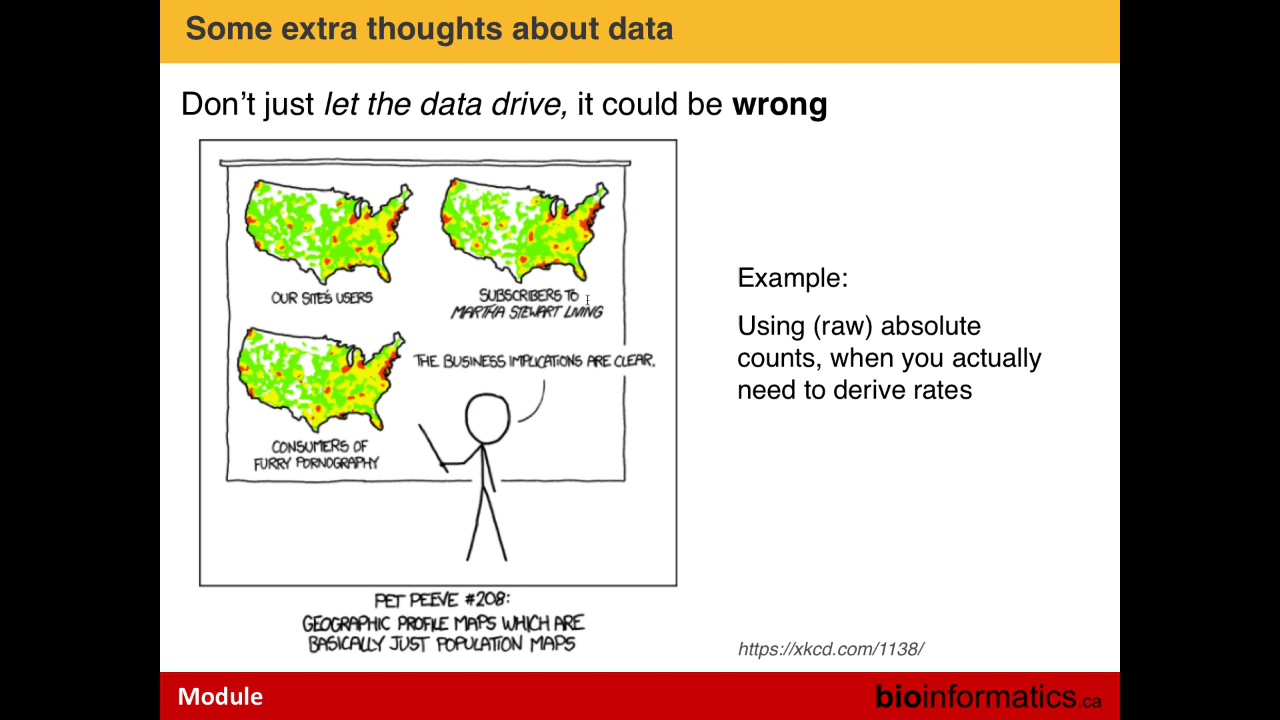 Some extra thoughts about data
Don't just let the data drive, it could be wrong
OUR SITE'S USERS
SUBSCRIBERS TO
MARTHA STEWART LIVING
THE BUSINESS IMPLICATIONS ARE CLEAR.
CONSUMERS OF
FURRY PORNOGRAPHY
PET PEEVE #208:
GEOGRAPHIC PROFILE MAPS WHICH ARE
BASICALLY JUST POPULATION MAPS
Example:
Using (raw) absolute
counts, when you actually
need to derive rates
https://xkcd.com/1138/
Module
bioinformatics.ca